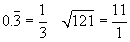 0.3̅ = 1/3   √121 = 11/1